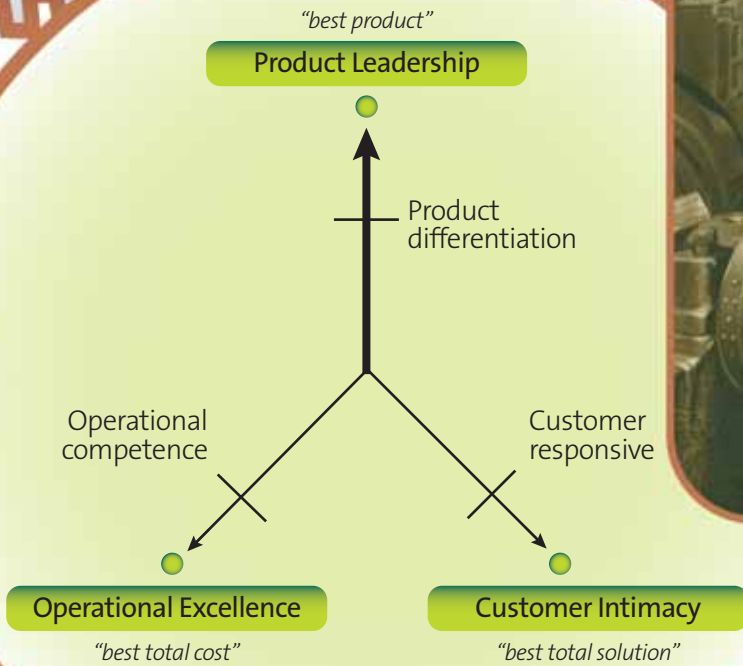 “best product”
Product Leadership
Product
differentiation
Operational
competence
Customer
responsive
Operational Excellence
Customer Intimacy
“best total cost”
“best total solution”